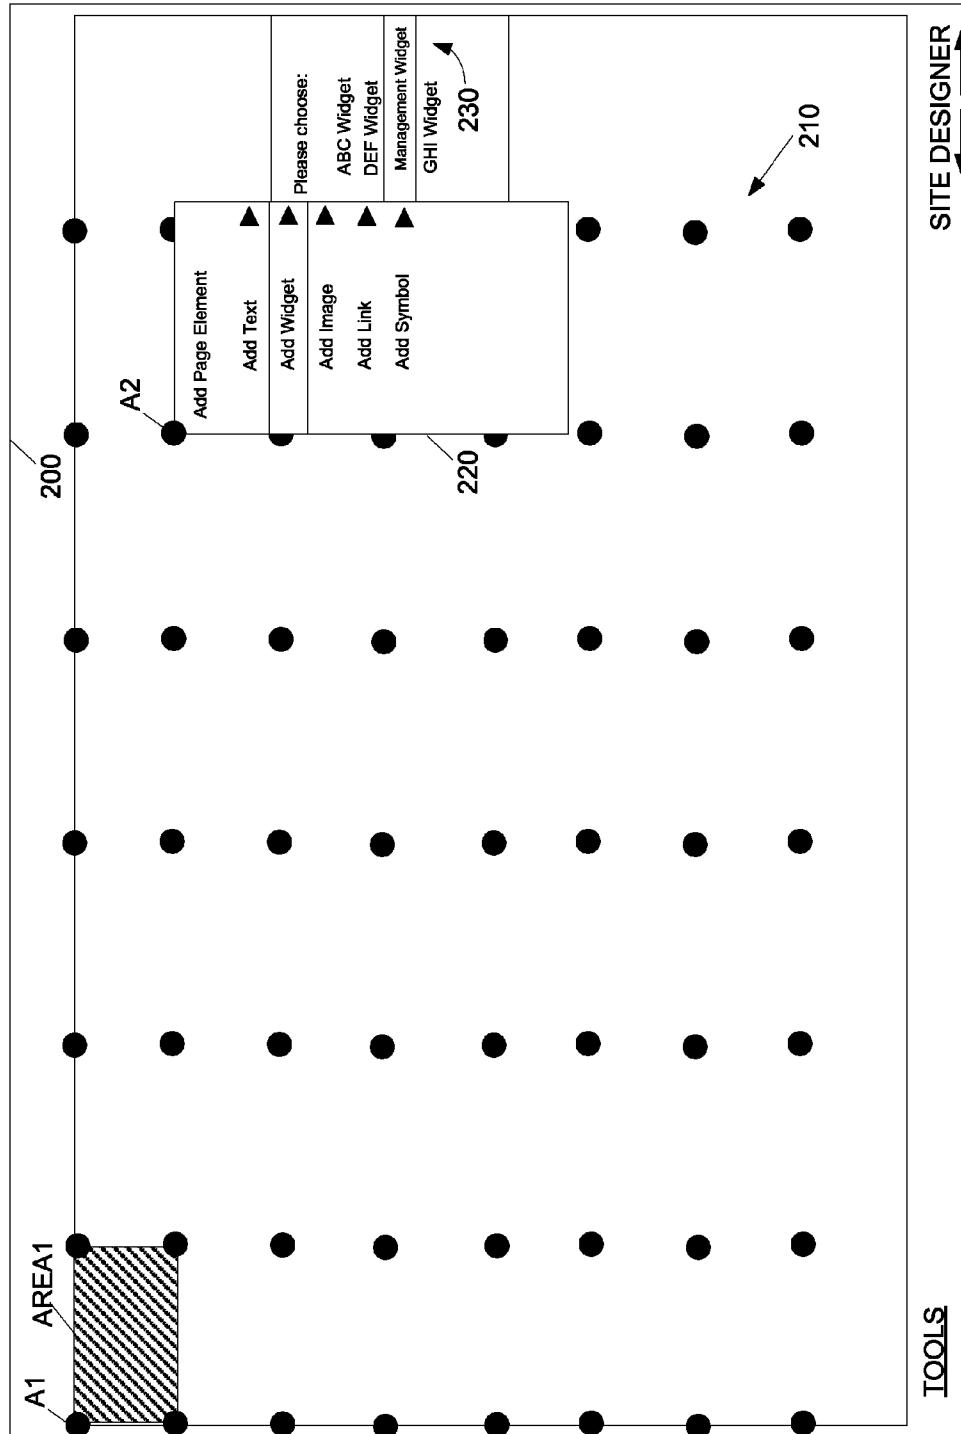 200
A1
AREA1
A2
Add Page Element
Add Text
Add Widget
Add Image
Add Link
Add Symbol
220
Please choose:
ABC Widget
DEF Widget
Management Widget
GHI Widget
230
210
TOOLS
SITE DESIGNER